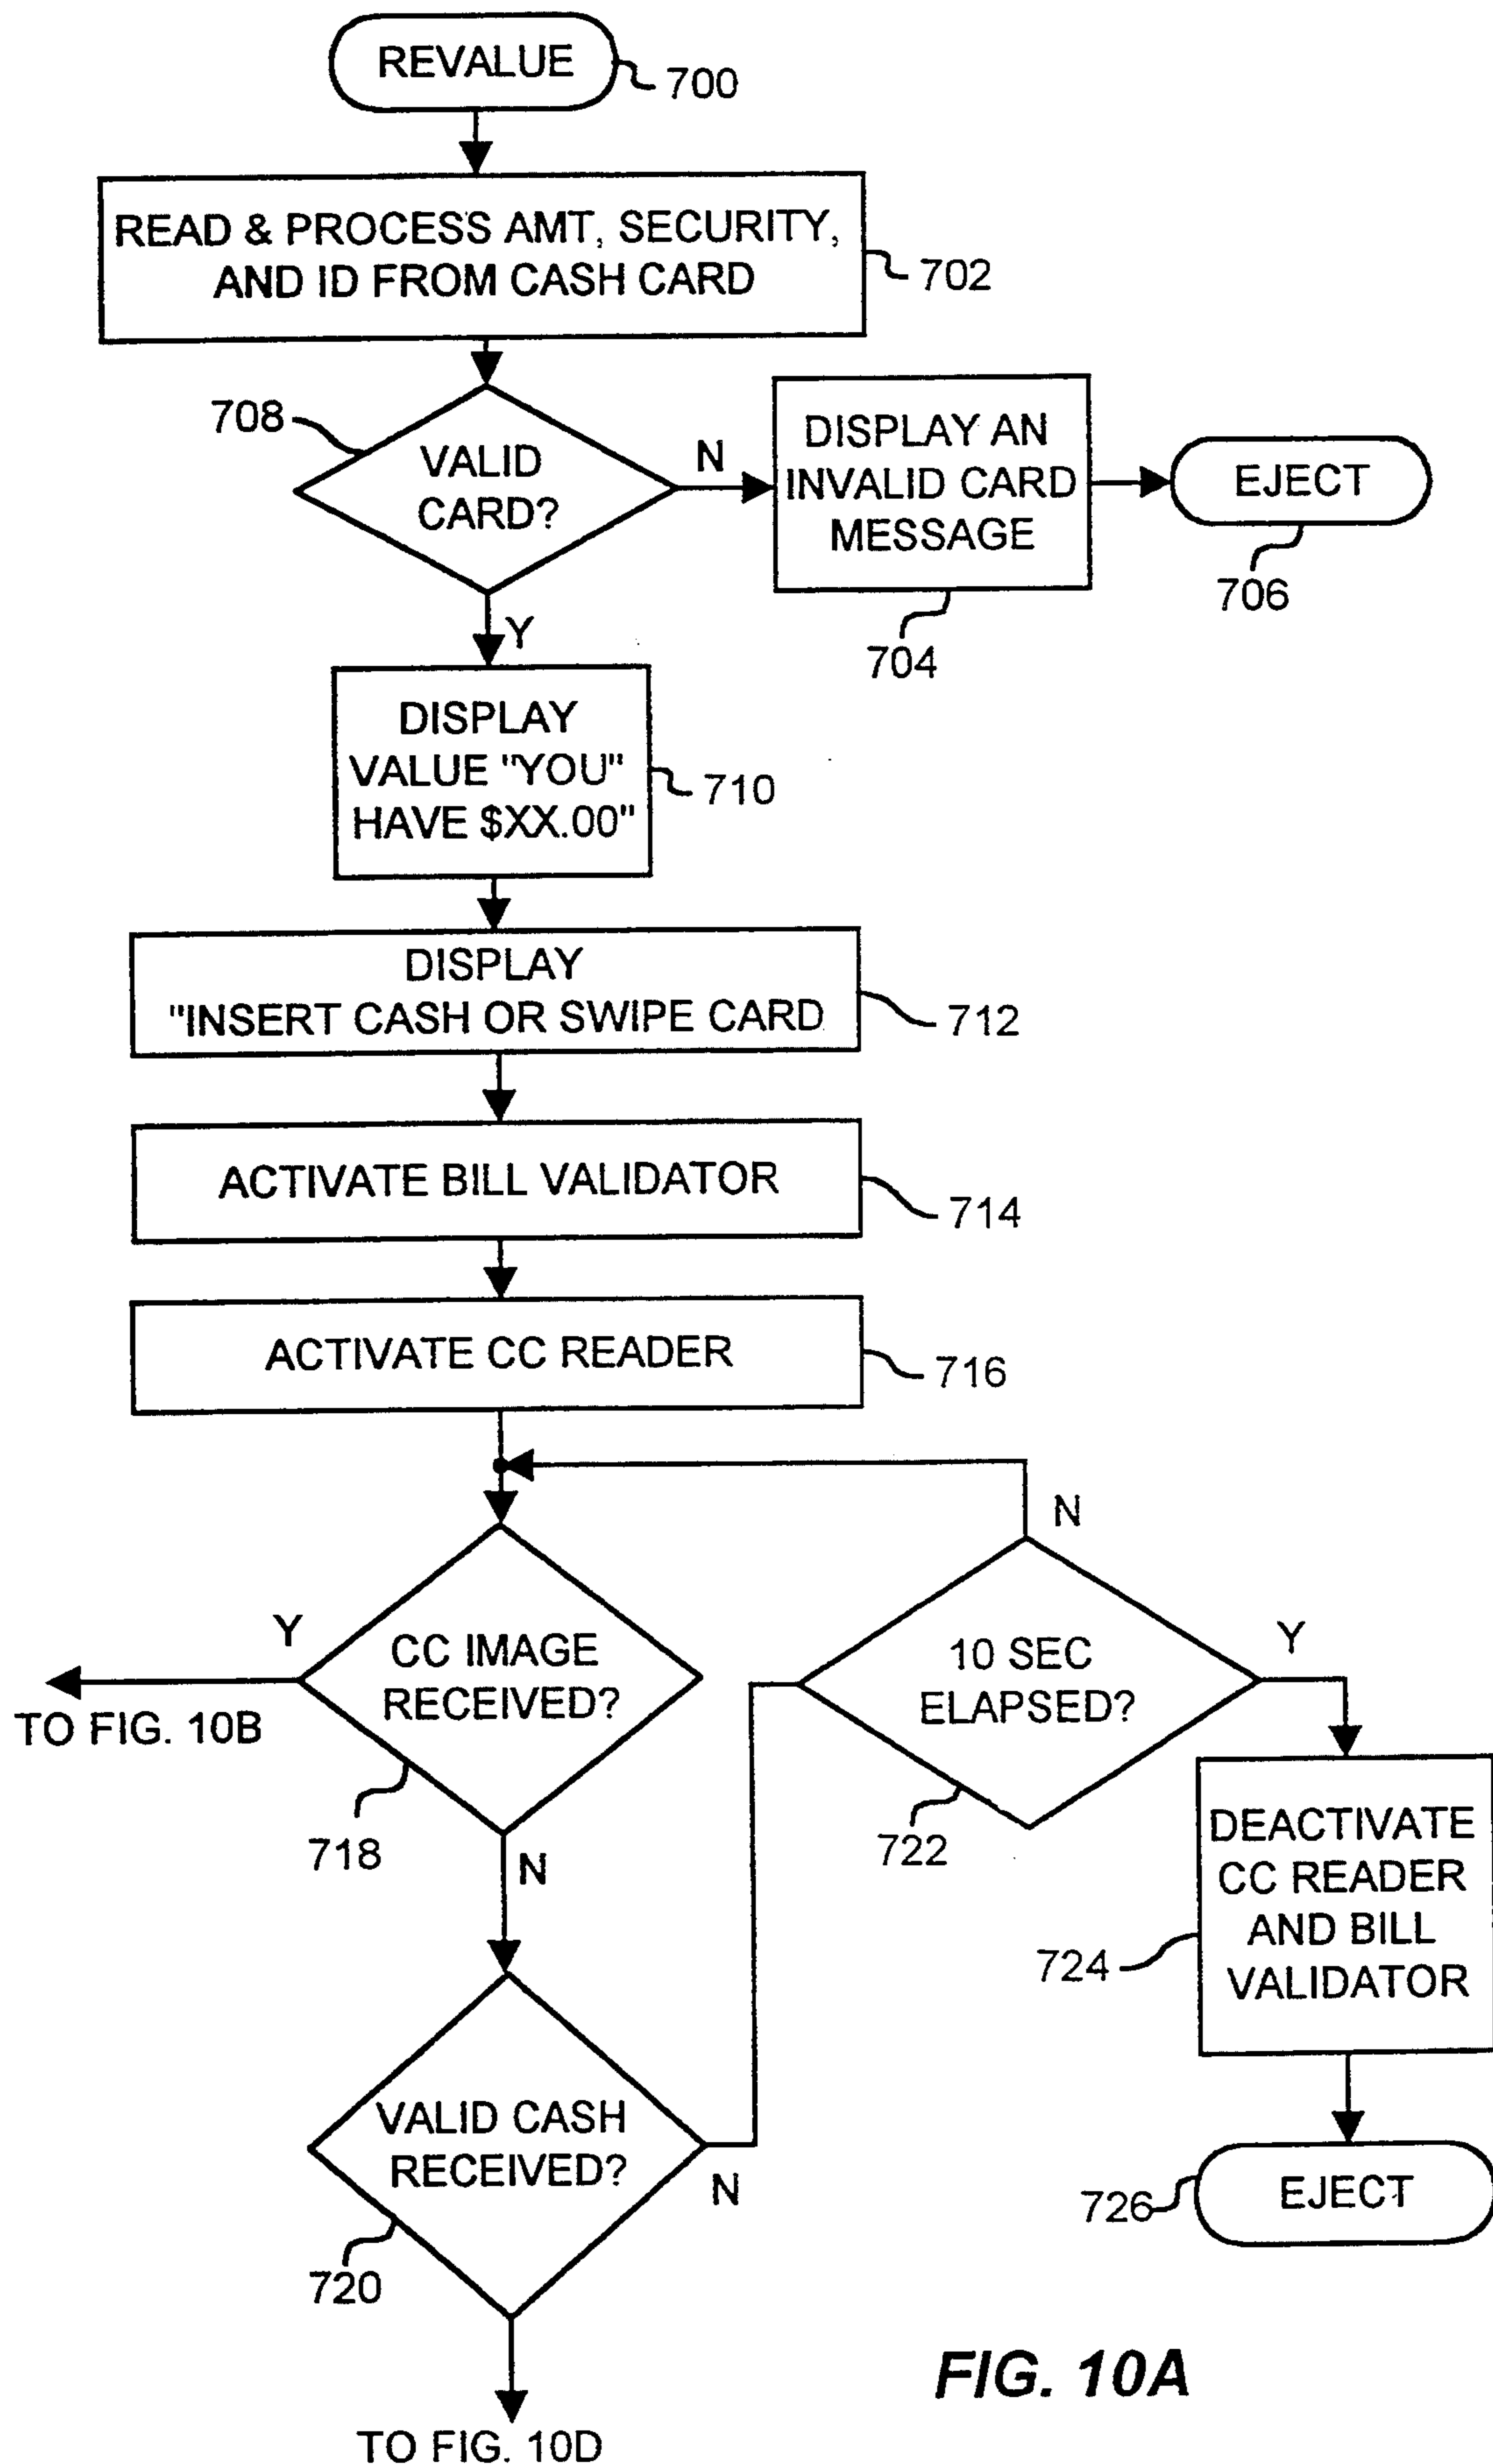 REVALUE
700
READ & PROCESS AMT, SECURITY,
AND ID FROM CASH CARD
702
708
VALID
CARD?
N
DISPLAY AN
INVALID CARD
MESSAGE
704
EJECT
706
Y
DISPLAY
VALUE "YOU"
HAVE $XX.00"
710
DISPLAY
"INSERT CASH OR SWIPE CARD
712
ACTIVATE BILL VALIDATOR
714
ACTIVATE CC READER
716
N
Y
CC IMAGE
RECEIVED?
TO FIG. 10B
718
N
10 SEC
ELAPSED?
Y
722
DEACTIVATE
CC READER
AND BILL
VALIDATOR
724
VALID CASH
RECEIVED?
N
720
EJECT
726
TO FIG. 10D
FIG. 10A